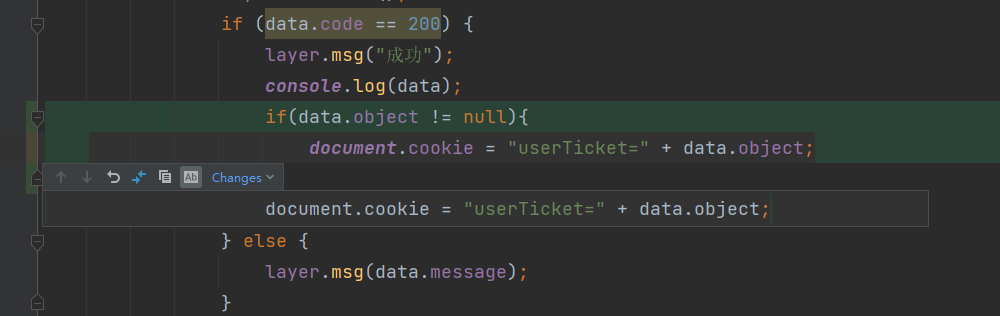 if (data.code == 200) {
layer.msg("成功");
console.log(data);
if(data.object != null){
document.cookie = "userTicket=" + data.object;
Ab Changes
document.cookie = "userTicket=" + data.object;
} else {
layer.msg(data.message);
}